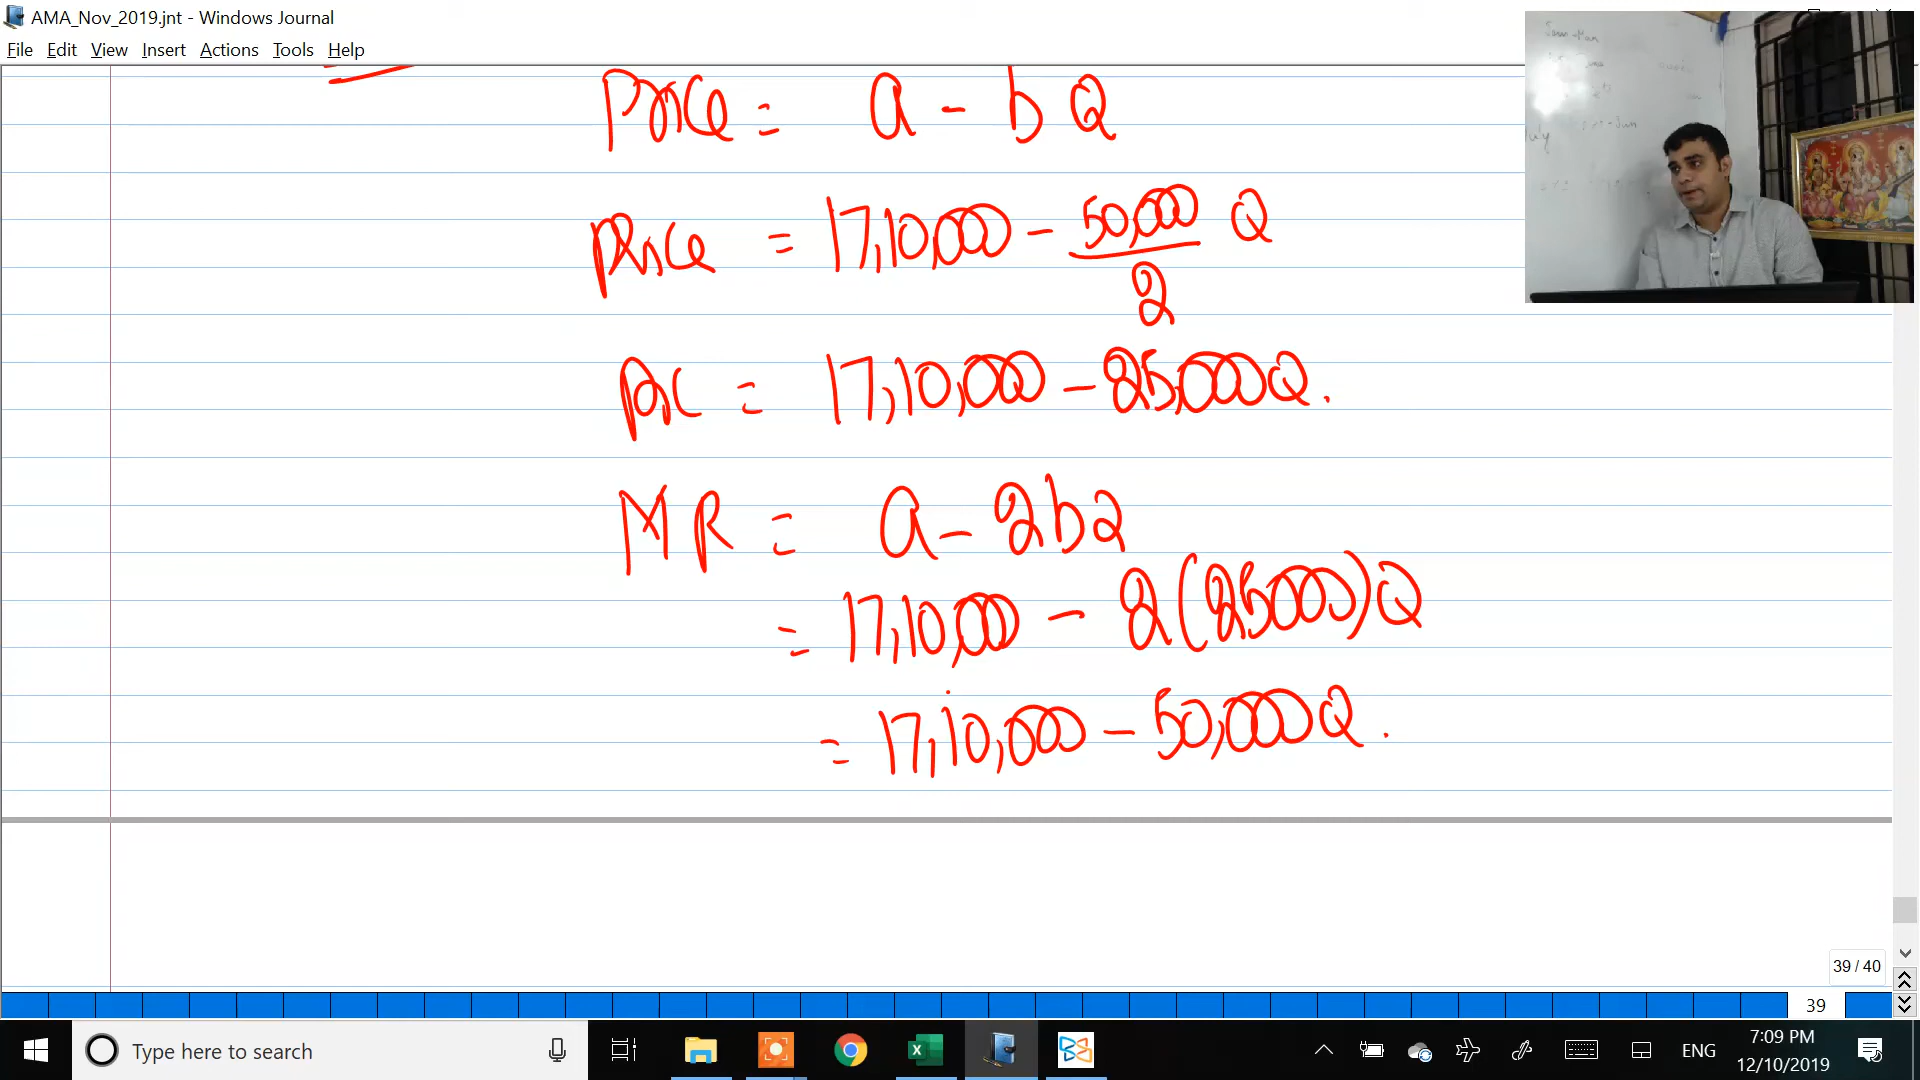 AMA_Nov_2019.jnt - Windows Journal
File Edit View Insert Actions Tools Help
Price = a - bQ
Price = 17,10,000 - 50,000/2 Q
Price = 17,10,000 - 25,000Q.
MR = a - 2bQ
= 17,10,000 - 2(25000)Q
= 17,10,000 - 50,000Q.
39 / 40
39
Type here to search
ENG
7:09 PM
12/10/2019